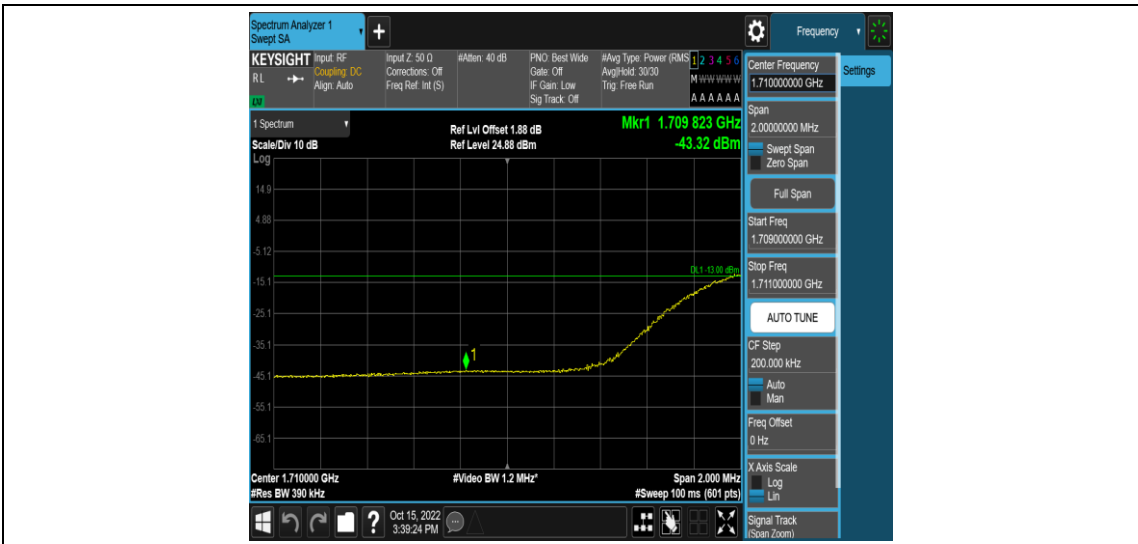 Spectrum Analyzer 1
Swept SA
+
Frequency
KEYSIGHT
RL
LXI
Input: RF
Coupling: DC
Align: Auto
Input Z: 50 Ω
Corrections: Off
Freq Ref: Int (S)
#Atten: 40 dB
PNO: Best Wide
Gate: Off
IF Gain: Low
Sig Track: Off
#Avg Type: Power (RMS
Avg|Hold: 30/30
Trig: Free Run
1 2 3 4 5 6
M W W W W W
A A A A A A
Center Frequency
1.710000000 GHz
Settings
Span
2.00000000 MHz
Swept Span
Zero Span
Full Span
Start Freq
1.709000000 GHz
Stop Freq
1.711000000 GHz
AUTO TUNE
CF Step
200.000 kHz
Auto
Man
Freq Offset
0 Hz
X Axis Scale
Log
Lin
Signal Track
(Span Zoom)
1 Spectrum
Scale/Div 10 dB
Log
Ref Lvl Offset 1.88 dB
Ref Level 24.88 dBm
Mkr1 1.709 823 GHz
-43.32 dBm
14.9
4.88
-5.12
DL1 -13.00 dBm
-15.1
-25.1
-35.1
1
-45.1
-55.1
-65.1
Center 1.710000 GHz
#Video BW 1.2 MHz*
Span 2.000 MHz
#Res BW 390 kHz
#Sweep 100 ms (601 pts)
?
Oct 15, 2022
3:39:24 PM